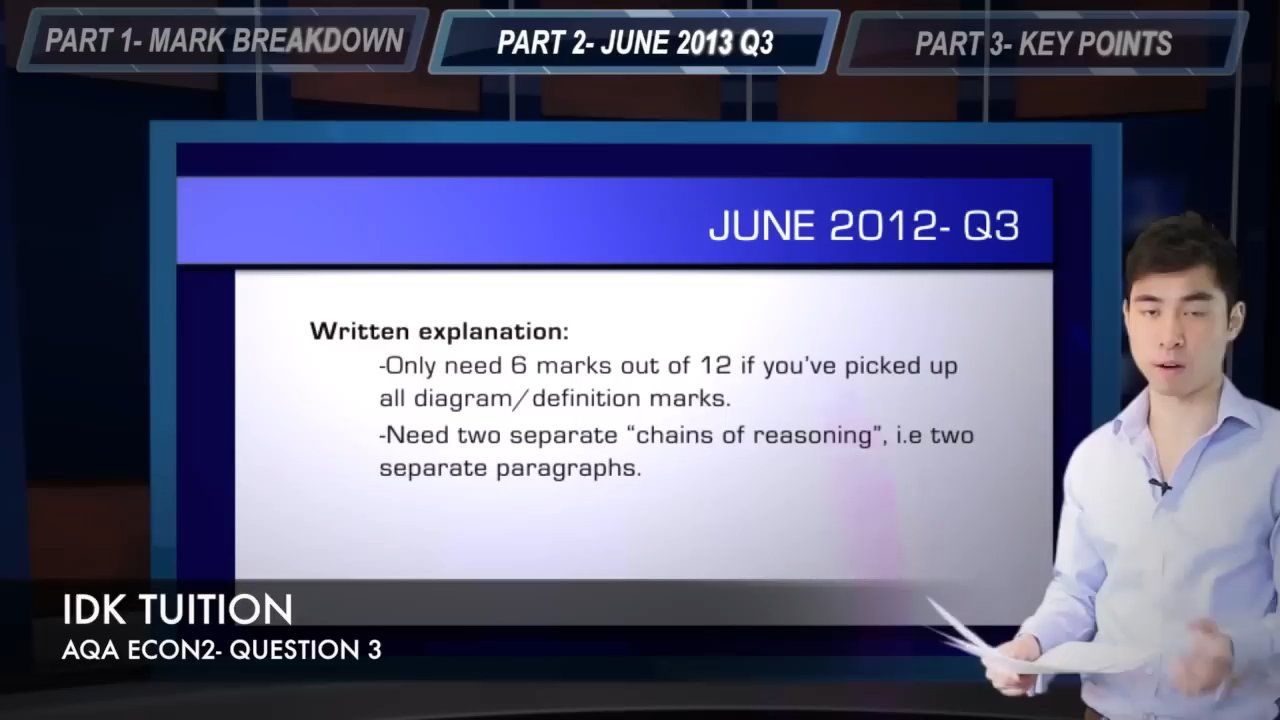 PART 1- MARK BREAKDOWN
PART 2- JUNE 2013 Q3
PART 3- KEY POINTS
JUNE 2012- Q3
Written explanation:
-Only need 6 marks out of 12 if you've picked up
all diagram/definition marks.
-Need two separate “chains of reasoning”, i.e two
separate paragraphs.
IDK TUITION
AQA ECON2- QUESTION 3